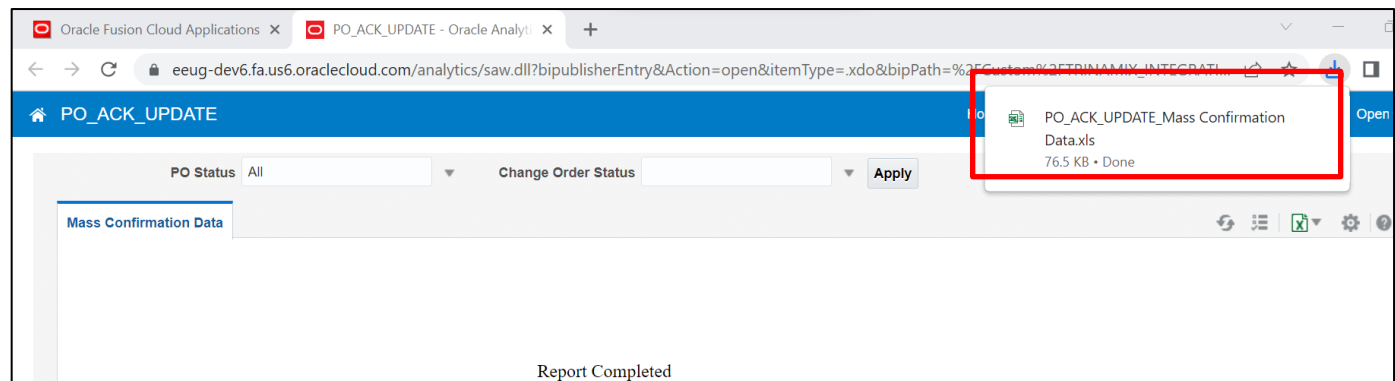 Oracle Fusion Cloud Applications
PO_ACK_UPDATE - Oracle Analyti
eeug-dev6.fa.us6.oraclecloud.com/analytics/saw.dll?bipublisherEntry&Action=open&itemType=.xdo&bipPath=%2FCustom%2FTRINAMIX_INTEGRATI...
PO_ACK_UPDATE
Ho
Open
PO_ACK_UPDATE_Mass Confirmation
Data.xls
76.5 KB • Done
PO Status All Change Order Status Apply
Mass Confirmation Data
Report Completed